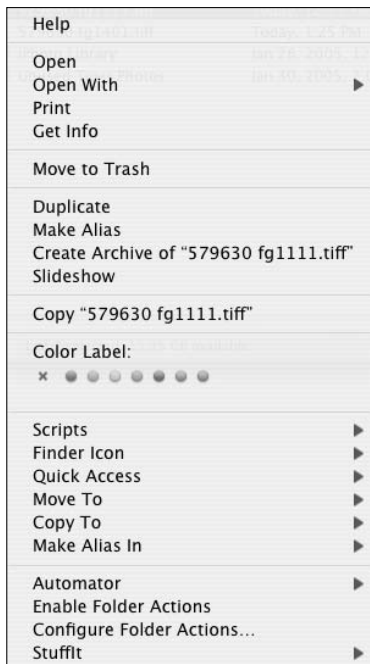 Help
Open
Open With
Print
Get Info
Move to Trash
Duplicate
Make Alias
Create Archive of “579630 fg1111.tiff”
Slideshow
Copy “579630 fg1111.tiff”
Color Label:
Scripts
Finder Icon
Quick Access
Move To
Copy To
Make Alias In
Automator
Enable Folder Actions
Configure Folder Actions...
StuffIt